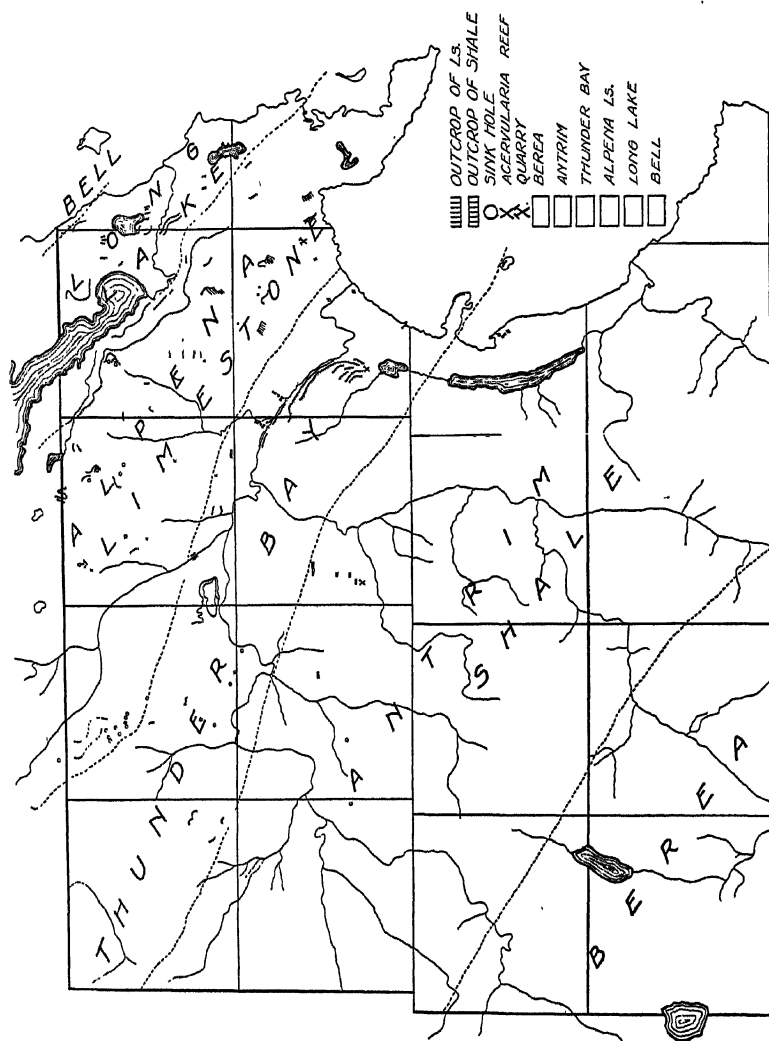 BELL
LONG LAKE
ALPENA LIMESTONE
THUNDER BAY
ANTRIM SHALE
BEREA
OUTCROP OF LS.
OUTCROP OF SHALE
SINK HOLE
ACERVULARIA REEF
QUARRY
BEREA
ANTRIM
THUNDER BAY
ALPENA LS.
LONG LAKE
BELL